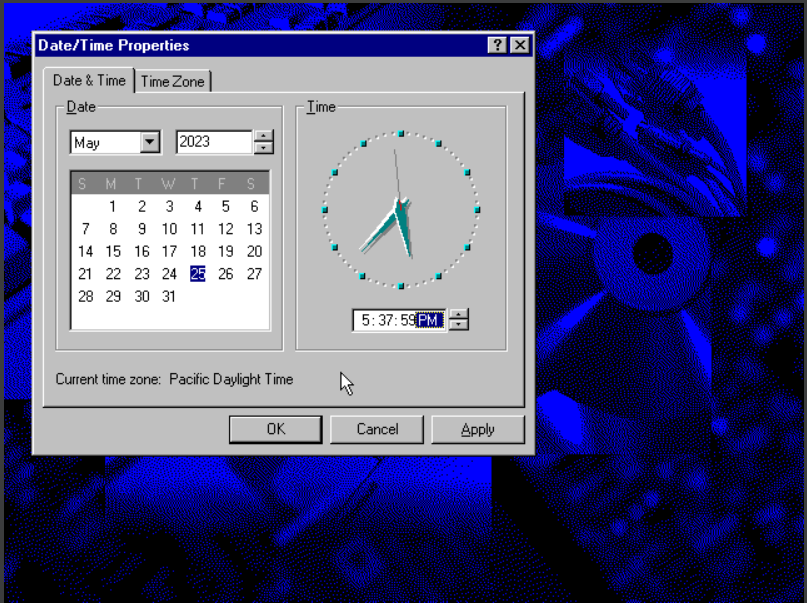 Date/Time Properties
Date & Time Time Zone
Date
Time
May 2023
S M T W T F S
1 2 3 4 5 6
7 8 9 10 11 12 13
14 15 16 17 18 19 20
21 22 23 24 25 26 27
28 29 30 31
5:37:59 PM
Current time zone: Pacific Daylight Time
OK Cancel Apply